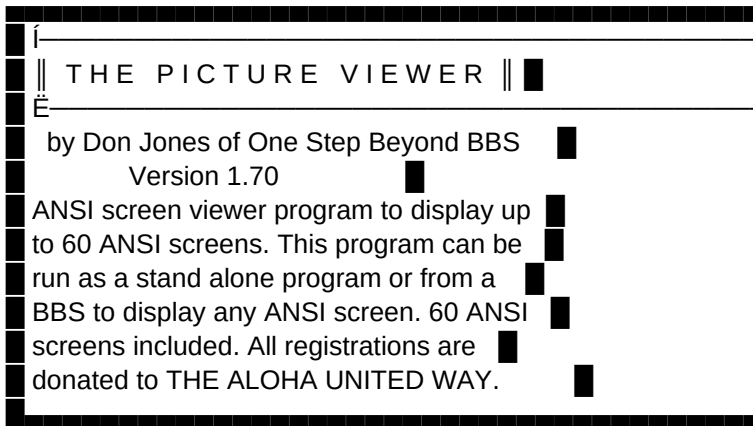 Í──────────────────────────────────────
║ T H E  P I C T U R E  V I E W E R ║
Ë──────────────────────────────────────
by Don Jones of One Step Beyond BBS
Version 1.70
ANSI screen viewer program to display up
to 60 ANSI screens. This program can be
run as a stand alone program or from a
BBS to display any ANSI screen. 60 ANSI
screens included. All registrations are
donated to THE ALOHA UNITED WAY.